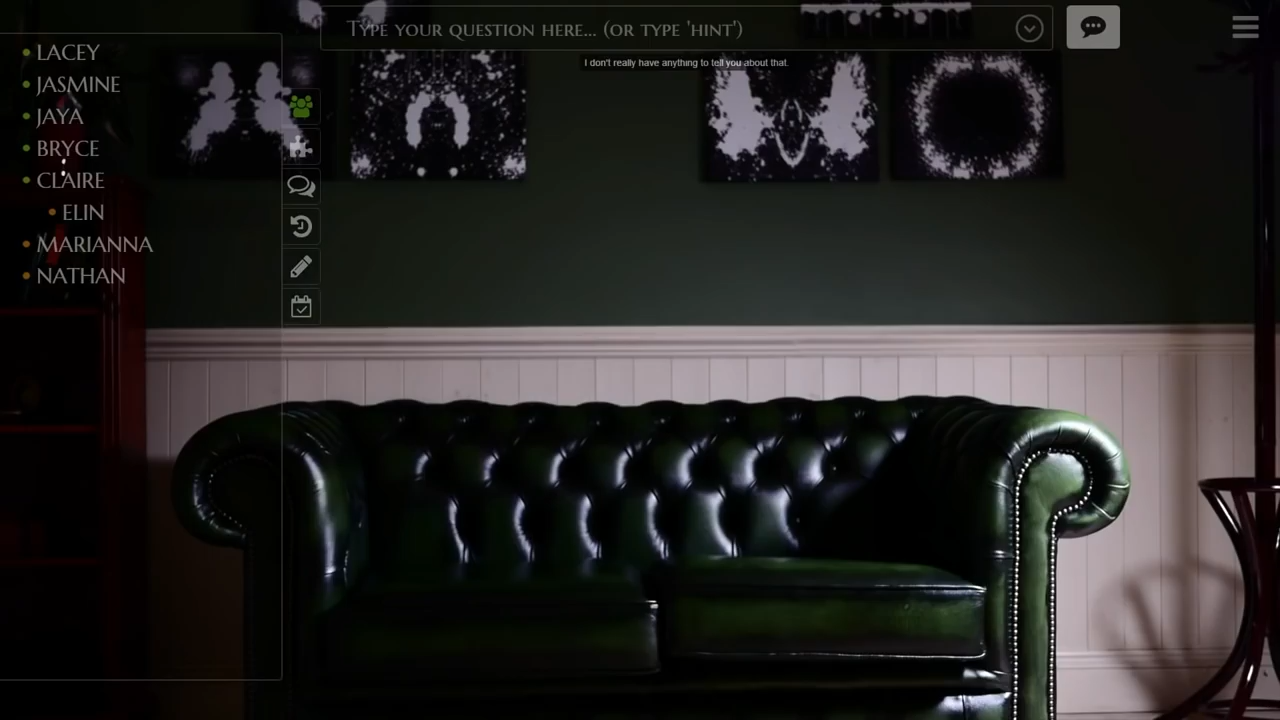 Type your question here... (or type 'hint')
I don't really have anything to tell you about that.
LACEY
JASMINE
JAYA
BRYCE
CLAIRE
ELIN
MARIANNA
NATHAN